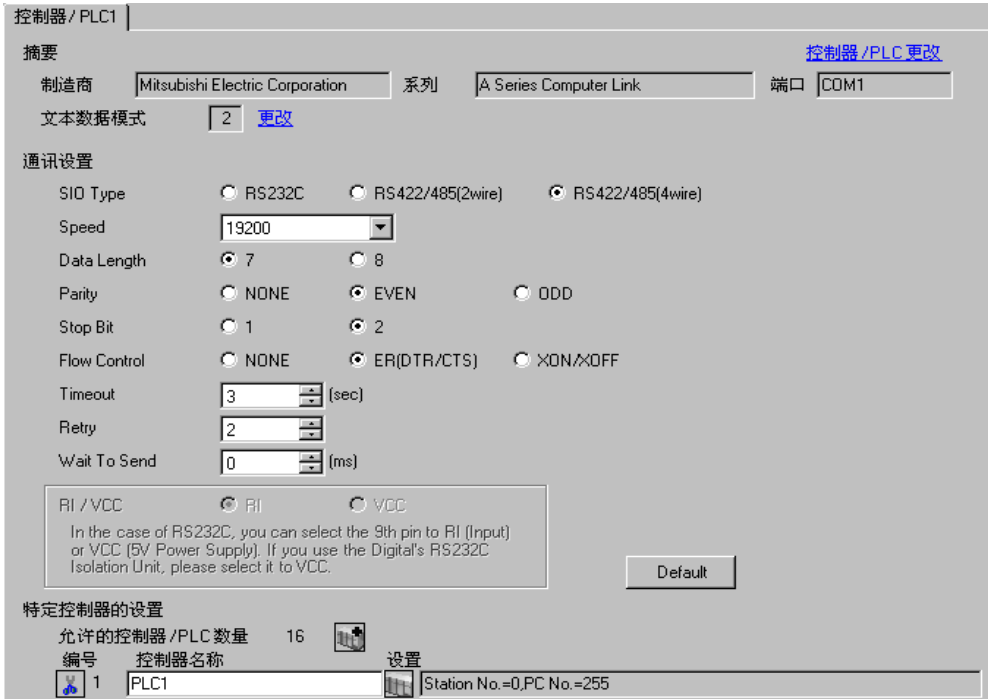 控制器/PLC1
摘要 控制器/PLC更改
制造商 Mitsubishi Electric Corporation 系列 A Series Computer Link 端口 COM1
文本数据模式 2 更改
通讯设置
SIO Type RS232C RS422/485(2wire) RS422/485(4wire)
Speed 19200
Data Length 7 8
Parity NONE EVEN ODD
Stop Bit 1 2
Flow Control NONE ER(DTR/CTS) XON/XOFF
Timeout 3 (sec)
Retry 2
Wait To Send 0 (ms)
RI / VCC RI VCC
In the case of RS232C, you can select the 9th pin to RI (Input)
or VCC (5V Power Supply). If you use the Digital's RS232C
Isolation Unit, please select it to VCC.
Default
特定控制器的设置
允许的控制器/PLC数量 16
编号 控制器名称 设置
1 PLC1 Station No.=0,PC No.=255